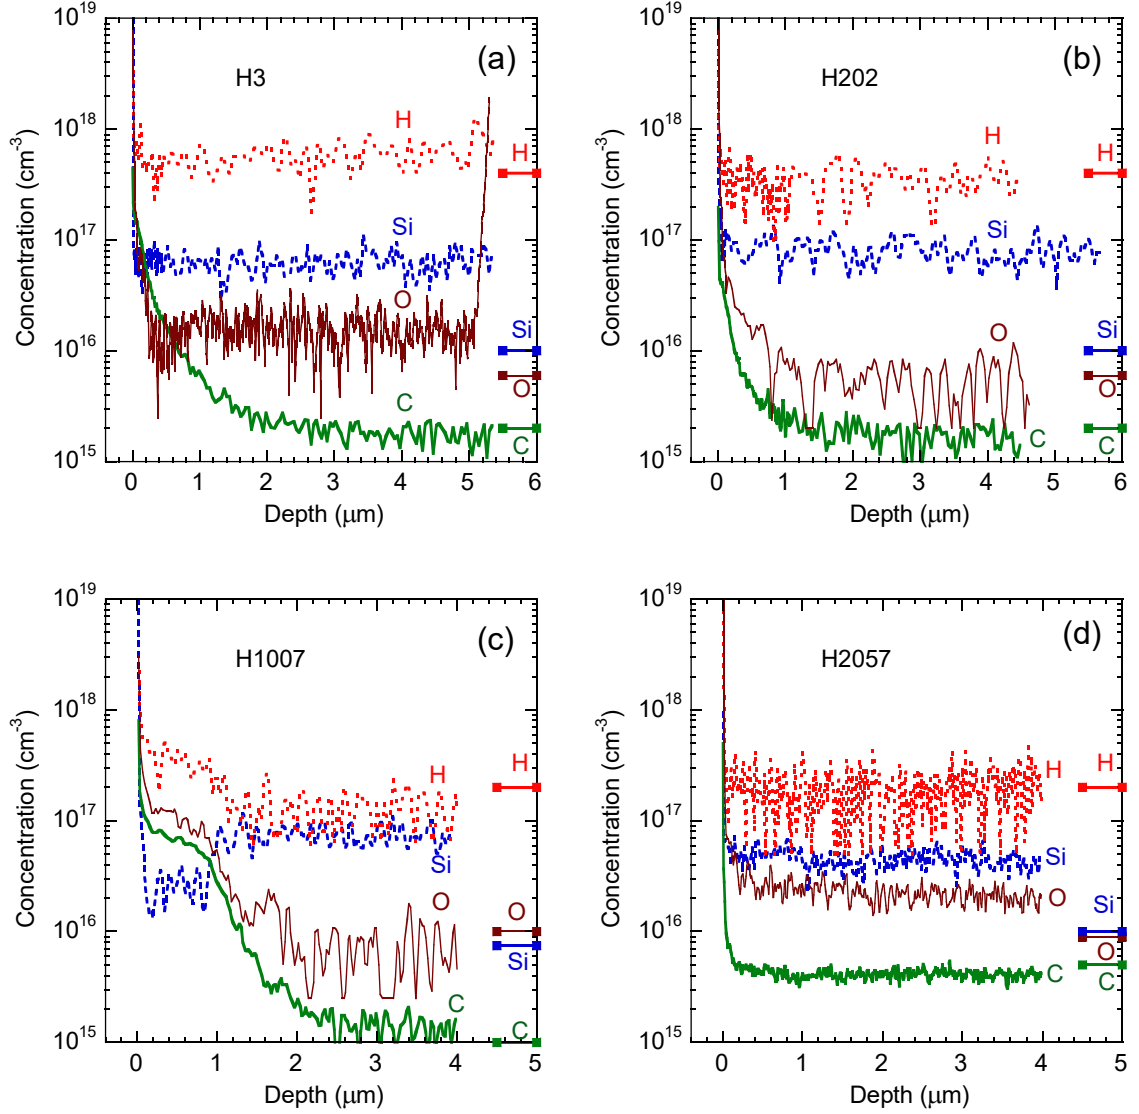 (a)
H3
10^19
10^18
10^17
10^16
10^15
Concentration (cm^-3)
H
H
Si
O
Si
O
C
C
0 1 2 3 4 5 6
Depth (μm)
(b)
H202
10^19
10^18
10^17
10^16
10^15
Concentration (cm^-3)
H
H
Si
Si
O
O
C
C
0 1 2 3 4 5 6
Depth (μm)
(c)
H1007
10^19
10^18
10^17
10^16
10^15
Concentration (cm^-3)
H
H
Si
O
O
Si
C
C
0 1 2 3 4 5
Depth (μm)
(d)
H2057
10^19
10^18
10^17
10^16
10^15
Concentration (cm^-3)
H
H
Si
O
Si
O
C
C
0 1 2 3 4 5
Depth (μm)